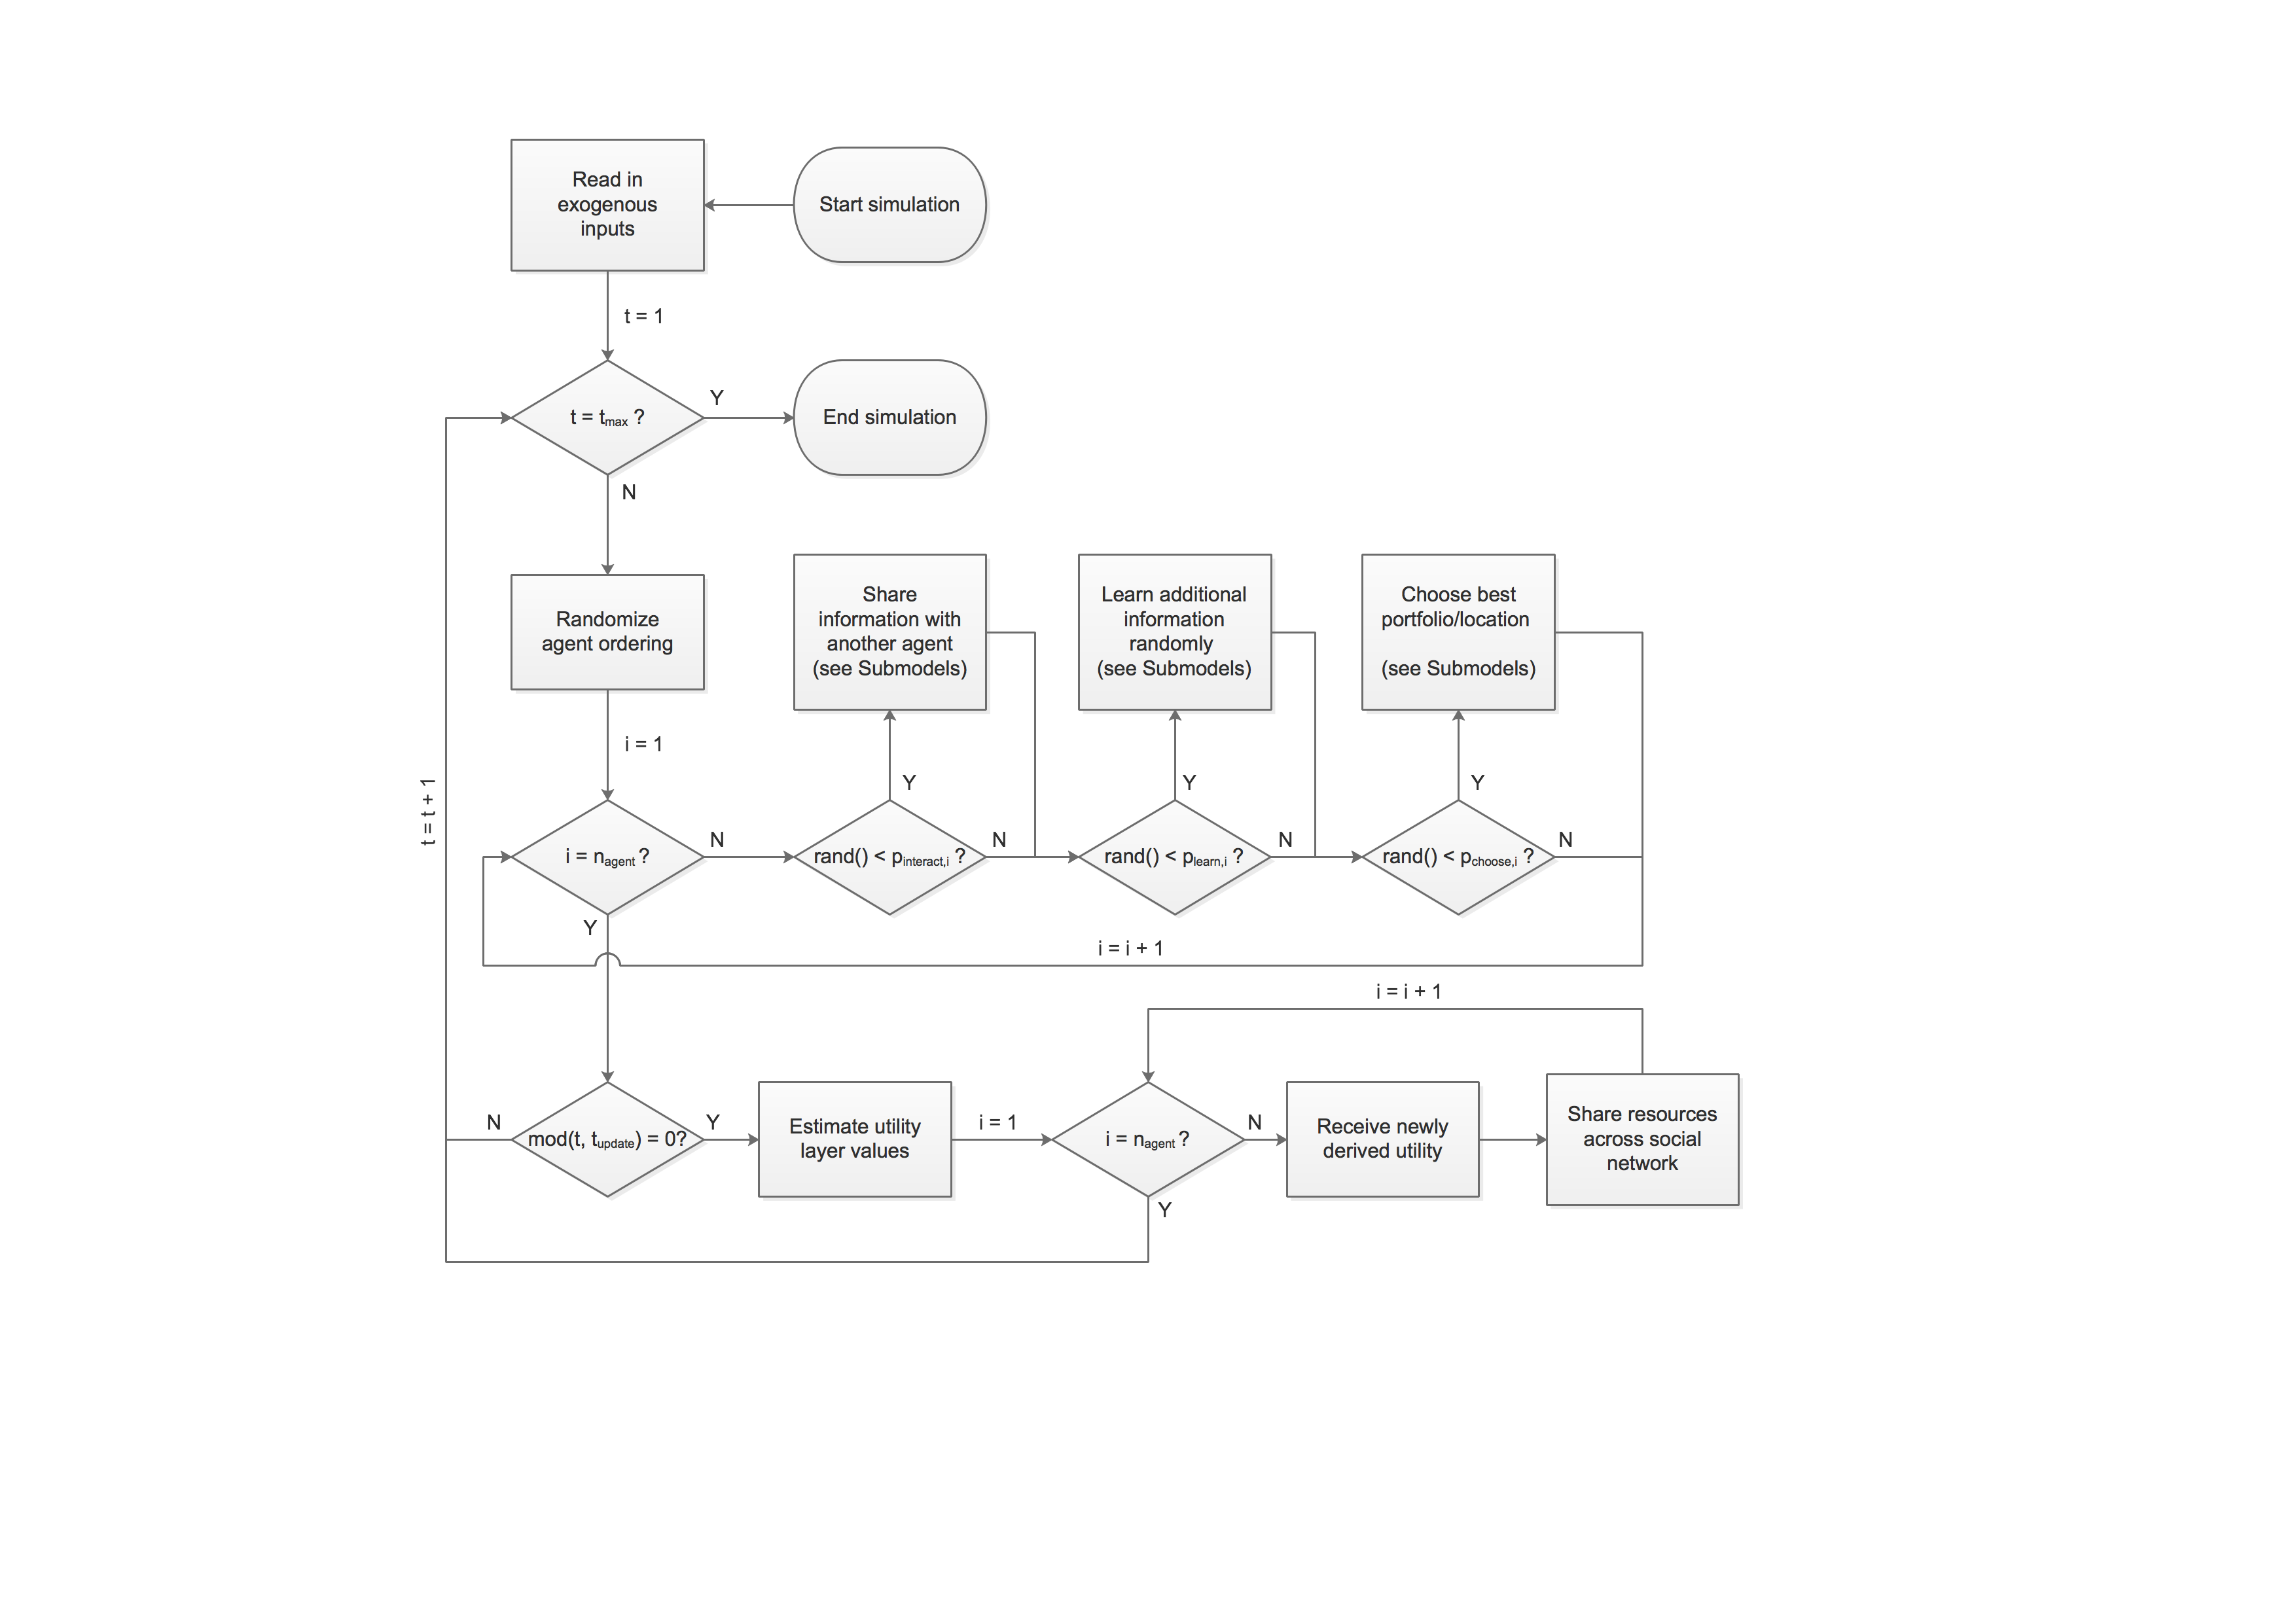 Read in
exogenous
inputs
Start simulation
t = 1
t = tmax ?
Y
End simulation
N
Randomize
agent ordering
Share
information with
another agent
(see Submodels)
Learn additional
information
randomly
(see Submodels)
Choose best
portfolio/location
(see Submodels)
i = 1
Y
Y
Y
t = t + 1
i = nagent ?
N
rand() < pinteract,i ?
N
rand() < plearn,i ?
N
rand() < pchoose,i ?
N
Y
i = i + 1
i = i + 1
N
mod(t, tupdate) = 0?
Y
Estimate utility
layer values
i = 1
i = nagent ?
N
Receive newly
derived utility
Share resources
across social
network
Y